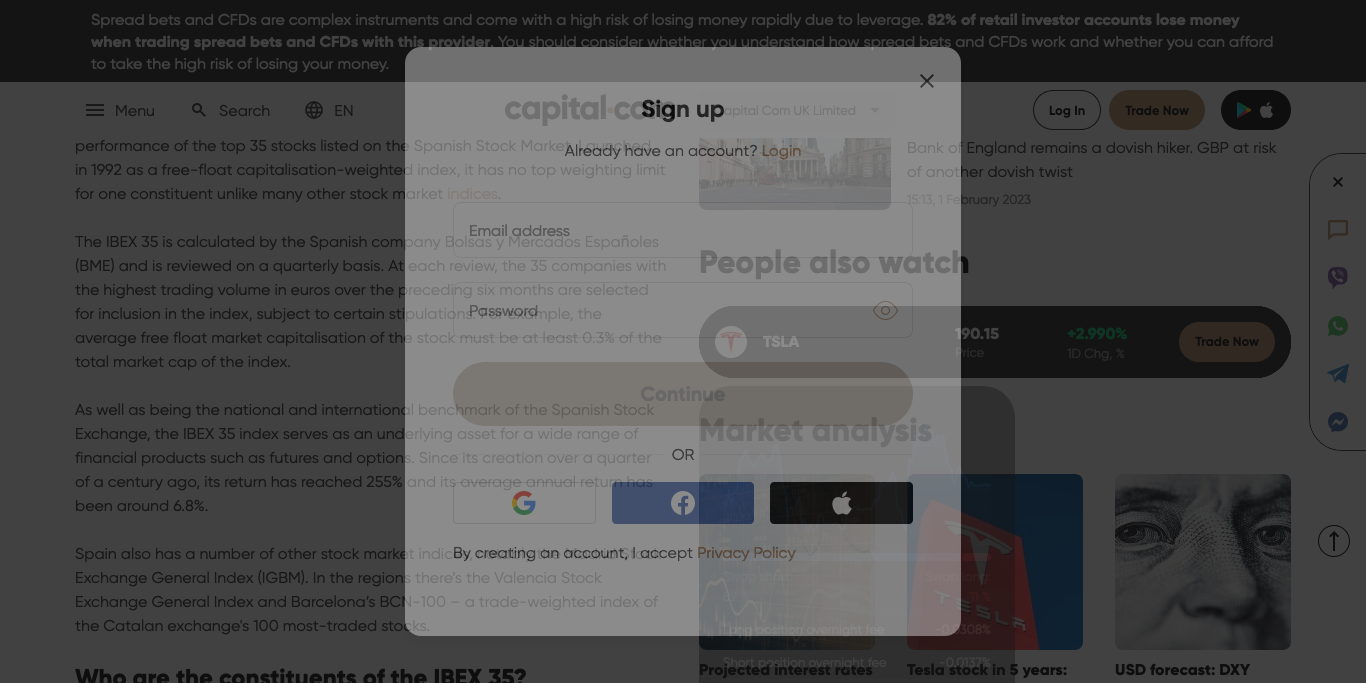 Spread bets and CFDs are complex instruments and come with a high risk of losing money rapidly due to leverage. 82% of retail investor accounts lose money
when trading spread bets and CFDs with this provider. You should consider whether you understand how spread bets and CFDs work and whether you can afford
to take the high risk of losing your money.
Menu
Search
EN
capital.com
Capital Com UK Limited
Log In
Trade Now
Sign up
Already have an account? Login
Email address
Password
Continue
OR
By creating an account, I accept Privacy Policy
performance of the top 35 stocks listed on the Spanish Stock Market. Launched
in 1992 as a free-float capitalisation-weighted index, it has no top weighting limit
for one constituent unlike many other stock market indices.
The IBEX 35 is calculated by the Spanish company Bolsas y Mercados Españoles
(BME) and is reviewed on a quarterly basis. At each review, the 35 companies with
the highest trading volume in euros over the preceding six months are selected
for inclusion in the index, subject to certain stipulations. For example, the
average free float market capitalisation of the stock must be at least 0.3% of the
total market cap of the index.
As well as being the national and international benchmark of the Spanish Stock
Exchange, the IBEX 35 index serves as an underlying asset for a wide range of
financial products such as futures and options. Since its creation over a quarter
of a century ago, its return has reached 255% and its average annual return has
been around 6.8%.
Spain also has a number of other stock market indices,
Exchange General Index (IGBM). In the regions there's the Valencia Stock
Exchange General Index and Barcelona's BCN-100 – a trade-weighted index of
the Catalan exchange's 100 most-traded stocks.
Who are the constituents of the IBEX 35?
Bank of England remains a dovish hiker. GBP at risk
of another dovish twist
15:13, 1 February 2023
People also watch
TSLA
190.15
Price
+2.990%
1D Chg, %
Trade Now
Market analysis
TESLA
Long position overnight fee
-0.0308%
Short position overnight fee
-0.0137%
Projected interest rates
Tesla stock in 5 years:
USD forecast: DXY